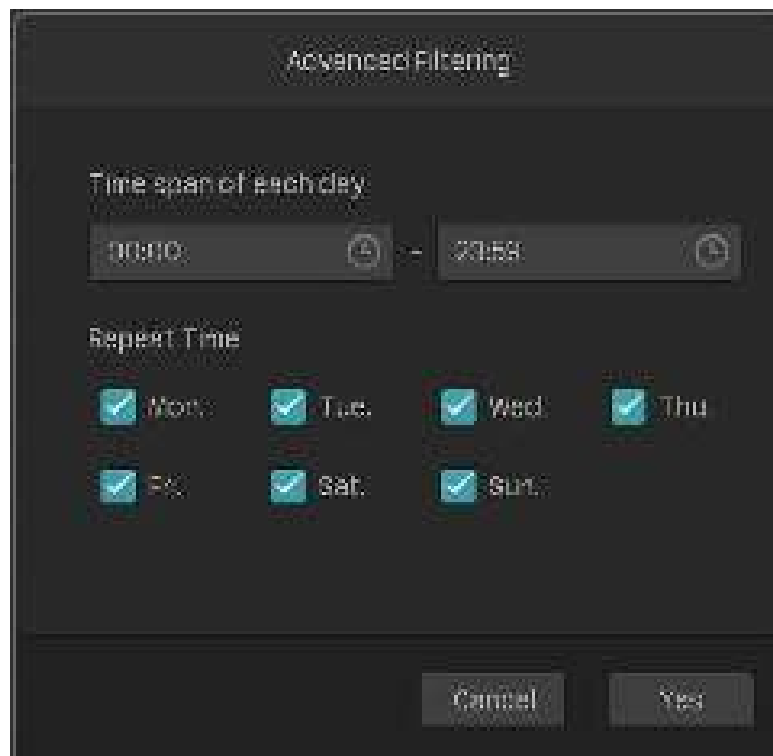 Advanced Filtering
Time span of each day
00:00 - 23:59
Repeat Time
Mon. Tue. Wed. Thu.
Fri. Sat. Sun.
Cancel Yes